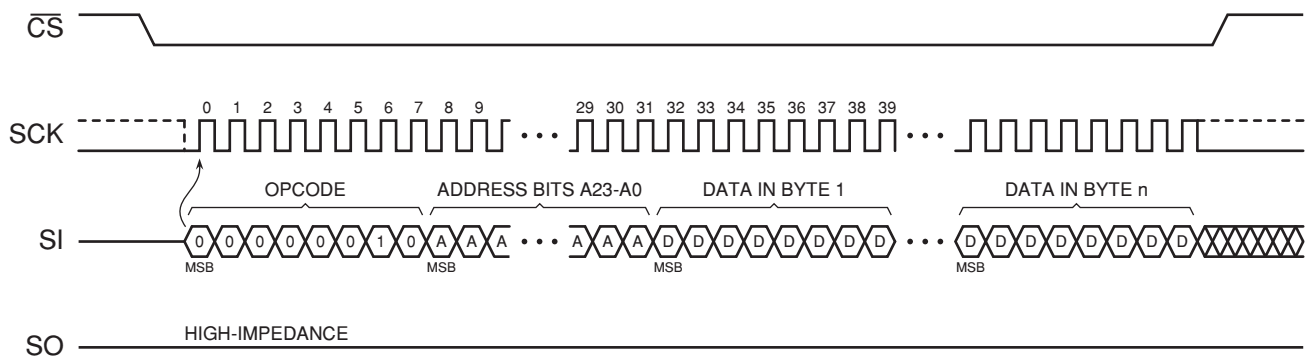 CS
SCK
0 1 2 3 4 5 6 7 8 9 29 30 31 32 33 34 35 36 37 38 39
OPCODE ADDRESS BITS A23-A0 DATA IN BYTE 1 DATA IN BYTE n
SI 0 0 0 0 0 0 1 0 A A A A A A D D D D D D D D D D D D D D D D
MSB MSB MSB MSB
HIGH-IMPEDANCE
SO